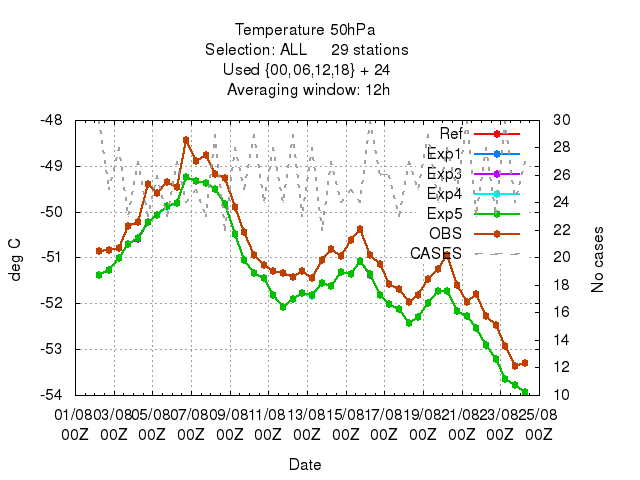 Temperature 50hPa
Selection: ALL 29 stations
Used {00,06,12,18} + 24
Averaging window: 12h
-48
-49
-50
-51
-52
-53
-54
deg C
30
28
26
24
22
20
18
16
14
12
10
No cases
Ref
Exp1
Exp3
Exp4
Exp5
OBS
CASES
01/08 03/08 05/08 07/08 09/08 11/08 13/08 15/08 17/08 19/08 21/08 23/08 25/08
00Z 00Z 00Z 00Z 00Z 00Z 00Z 00Z 00Z 00Z 00Z 00Z 00Z
Date